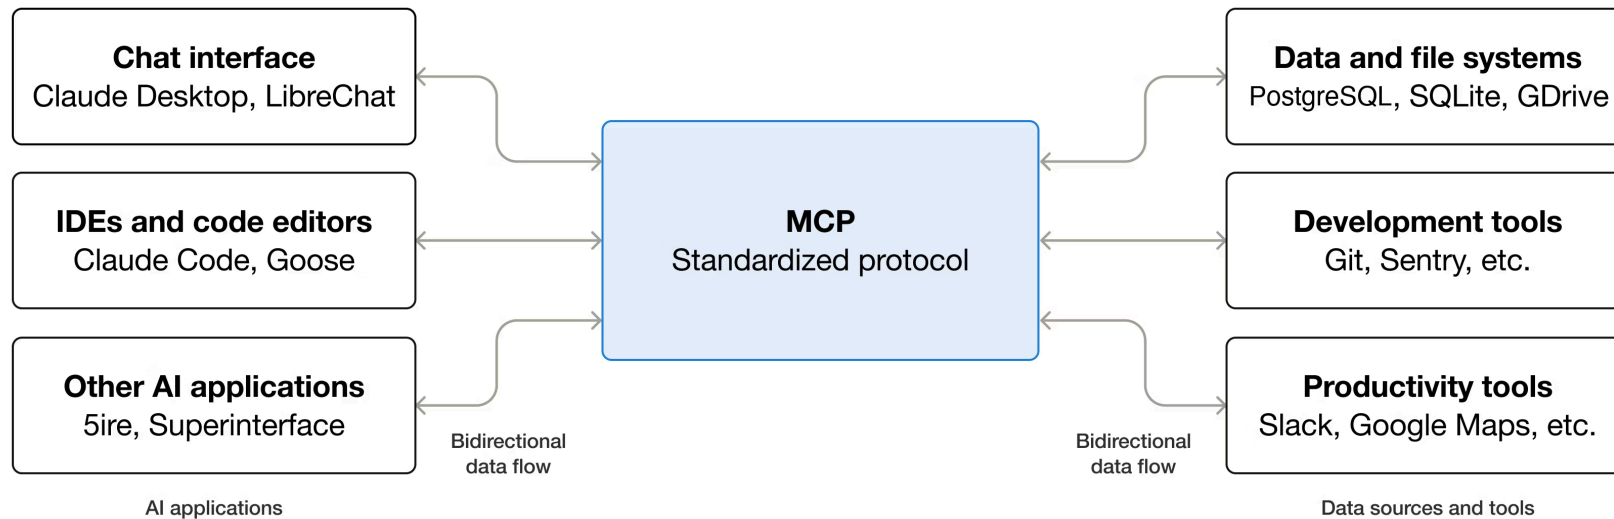 Chat interface
Claude Desktop, LibreChat
IDEs and code editors
Claude Code, Goose
Other AI applications
5ire, Superinterface
AI applications
Bidirectional
data flow
MCP
Standardized protocol
Bidirectional
data flow
Data and file systems
PostgreSQL, SQLite, GDrive
Development tools
Git, Sentry, etc.
Productivity tools
Slack, Google Maps, etc.
Data sources and tools